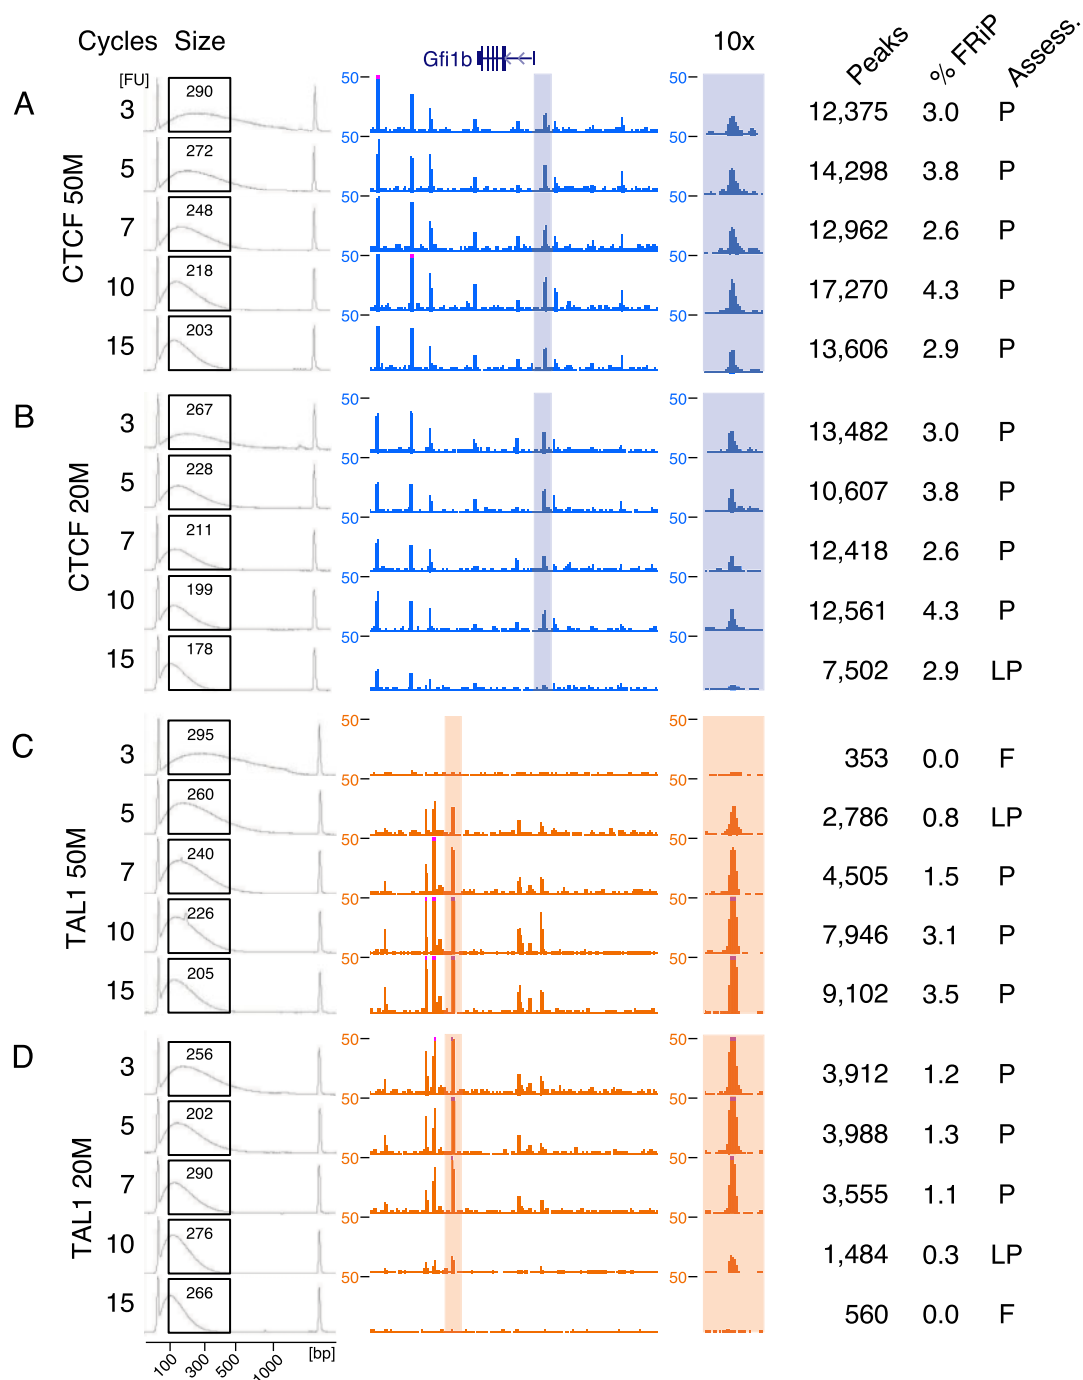 Cycles Size Gfi1b 10x Peaks % FRiP Assess.
[FU]
A
CTCF 50M
3 290 50 50 12,375 3.0 P
5 272 50 50 14,298 3.8 P
7 248 50 50 12,962 2.6 P
10 218 50 50 17,270 4.3 P
15 203 50 50 13,606 2.9 P
B
CTCF 20M
3 267 50 50 13,482 3.0 P
5 228 50 50 10,607 3.8 P
7 211 50 50 12,418 2.6 P
10 199 50 50 12,561 4.3 P
15 178 50 50 7,502 2.9 LP
C
TAL1 50M
3 295 50 50 353 0.0 F
5 260 50 50 2,786 0.8 LP
7 240 50 50 4,505 1.5 P
10 226 50 50 7,946 3.1 P
15 205 50 50 9,102 3.5 P
D
TAL1 20M
3 256 50 50 3,912 1.2 P
5 202 50 50 3,988 1.3 P
7 290 50 50 3,555 1.1 P
10 276 50 50 1,484 0.3 LP
15 266 50 50 560 0.0 F
100 300 500 1000 [bp]